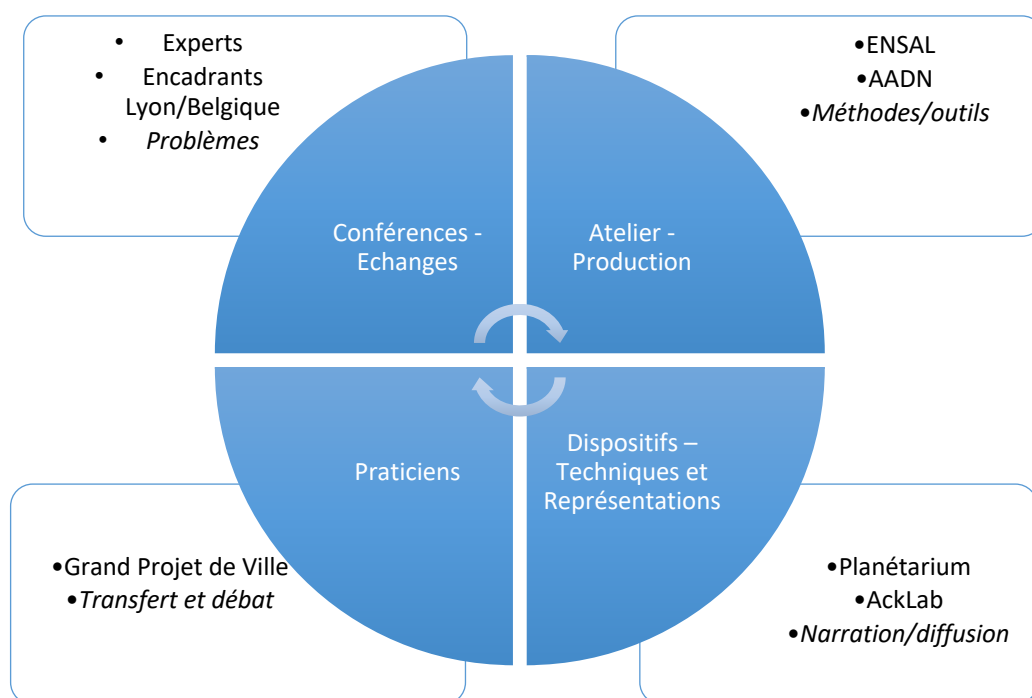 • Experts
• Encadrants
Lyon/Belgique
• Problèmes
•ENSAL
•AADN
•Méthodes/outils
Conférences -
Echanges
Atelier -
Production
Praticiens
Dispositifs –
Techniques et
Représentations
•Grand Projet de Ville
•Transfert et débat
•Planétarium
•AckLab
•Narration/diffusion